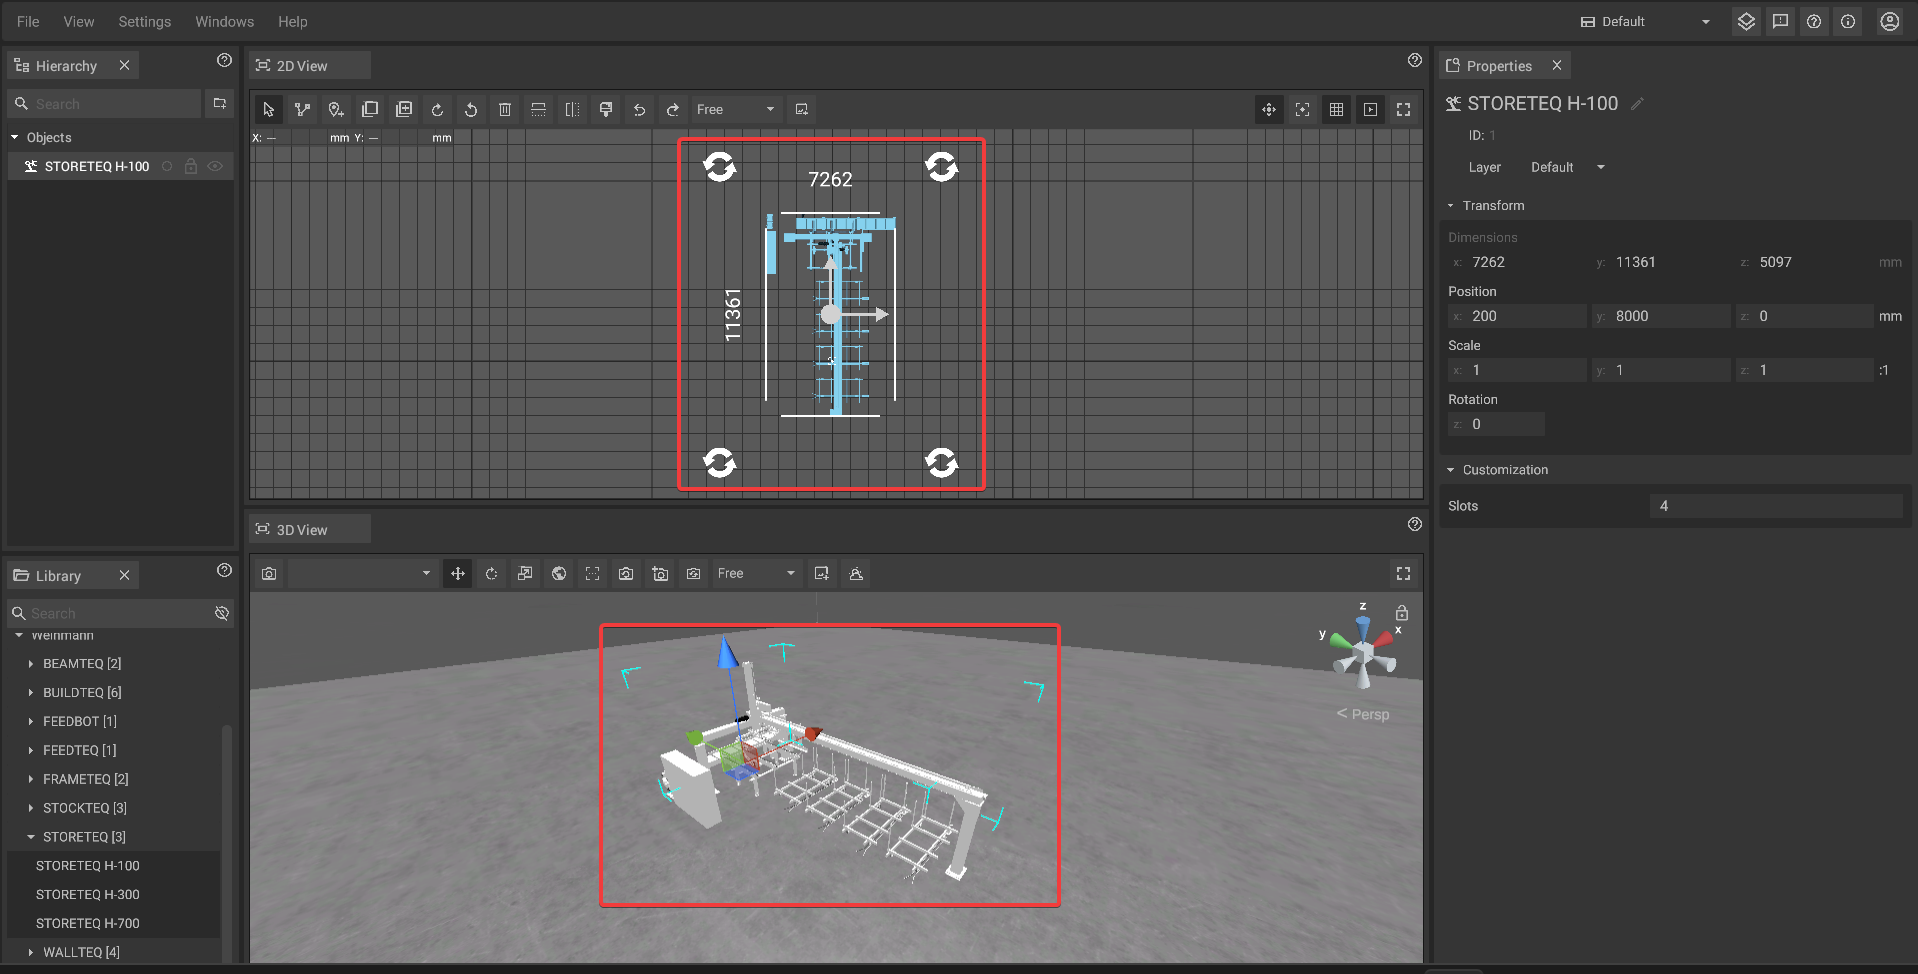 File View Settings Windows Help
Default
Hierarchy
Search
Objects
STORETEQ H-100
2D View
Free
X: — mm Y: — mm
7262
11361
3D View
Free
z
y
x
< Persp
Library
Search
Weinmann
BEAMTEQ [2]
BUILDTEQ [6]
FEEDBOT [1]
FEEDTEQ [1]
FRAMETEQ [2]
STOCKTEQ [3]
STORETEQ [3]
STORETEQ H-100
STORETEQ H-300
STORETEQ H-700
WALLTEQ [4]
Properties
STORETEQ H-100
ID: 1
Layer Default
Transform
Dimensions
x: 7262 y: 11361 z: 5097 mm
Position
x: 200 y: 8000 z: 0 mm
Scale
x: 1 y: 1 z: 1 :1
Rotation
z: 0
Customization
Slots 4